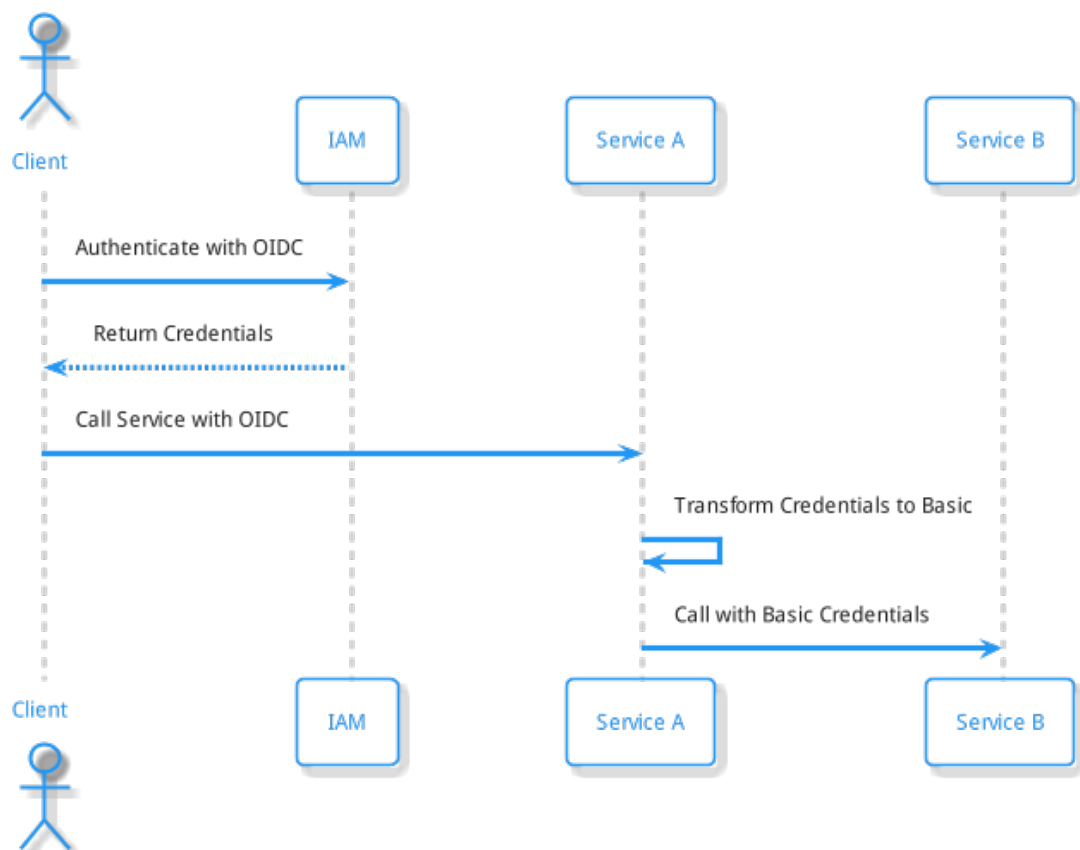 Client
IAM
Service A
Service B
Authenticate with OIDC
Return Credentials
Call Service with OIDC
Transform Credentials to Basic
Call with Basic Credentials
Client
IAM
Service A
Service B